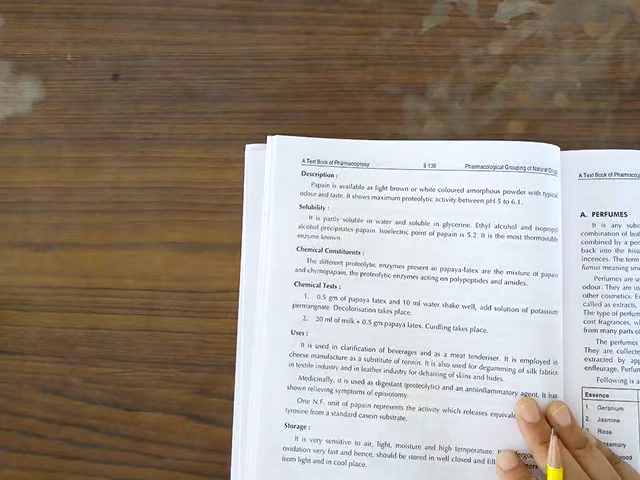 A Text Book of Pharmacognosy
§ 136
Pharmacological Grouping of Natural Drugs
Description :
Papain is available as light brown or white coloured amorphous powder with typical
odour and taste. It shows maximum proteolytic activity between pH 5 to 6.1.
Solubility :
It is partly soluble in water and soluble in glycerine. Ethyl alcohol and isopropyl
alcohol precipitates papain. Isoelectric point of papain is 5.2. It is the most thermostable
enzyme known.
Chemical Constituents :
The different proteolytic enzymes present in papaya-latex are the mixture of papain
and chymopapain, the proteolytic enzymes acting on polypeptides and amides.
Chemical Tests :
1. 0.5 gm of papaya latex and 10 ml water shake well, add solution of potassium
permangnate. Decolorisation takes place.
2. 20 ml of milk + 0.5 gns papaya latex. Curdling takes place.
Uses :
It is used in clarification of beverages and as a meat tenderiser. It is employed in
cheese manufacture as a substitute of rennin. It is also used for degumming of silk fabrics
in textile industry and in leather industry for dehairing of skins and hides.
Medicinally, it is used as digestant (proteolytic) and an antiinflammatory agent. It has
shown relieving symptoms of episiotomy.
One N.F. unit of papain represents the activity which releases
tyrosine from a standard casein substrate.
Storage :
It is very sensitive to air, light, moisture and high temperature.
oxidation very fast and hence, should be stored in well closed and
from light and in cool place.
A Text Book of
A. PERFUMES
It is any
combination of
combined by a
back into the
incences. The term
fumus meaning
Perfumes are
odour. They are
other cosmetics.
called as extracts,
The type of
cost fragrances,
from many parts
The perfumes
They are collected
extracted by
enfleurage.
Following is
Essence
1. Geranium
2. Jasmine
3. Rose